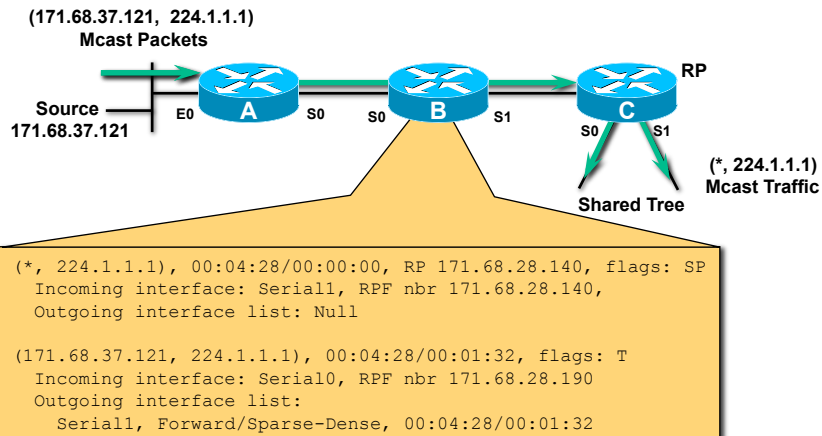 (171.68.37.121, 224.1.1.1)
Mcast Packets
RP
Source
171.68.37.121
E0
A
S0
S0
B
S1
C
S0
S1
(*, 224.1.1.1)
Mcast Traffic
Shared Tree
(*, 224.1.1.1), 00:04:28/00:00:00, RP 171.68.28.140, flags: SP
Incoming interface: Serial1, RPF nbr 171.68.28.140,
Outgoing interface list: Null
(171.68.37.121, 224.1.1.1), 00:04:28/00:01:32, flags: T
Incoming interface: Serial0, RPF nbr 171.68.28.190
Outgoing interface list:
Serial1, Forward/Sparse-Dense, 00:04:28/00:01:32